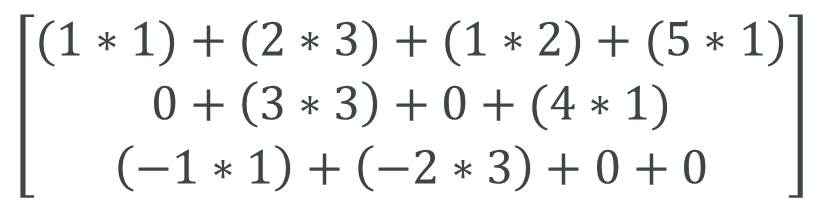 (1 ∗ 1) + (2 ∗ 3) + (1 ∗ 2) + (5 ∗ 1)
0 + (3 ∗ 3) + 0 + (4 ∗ 1)
(−1 ∗ 1) + (−2 ∗ 3) + 0 + 0